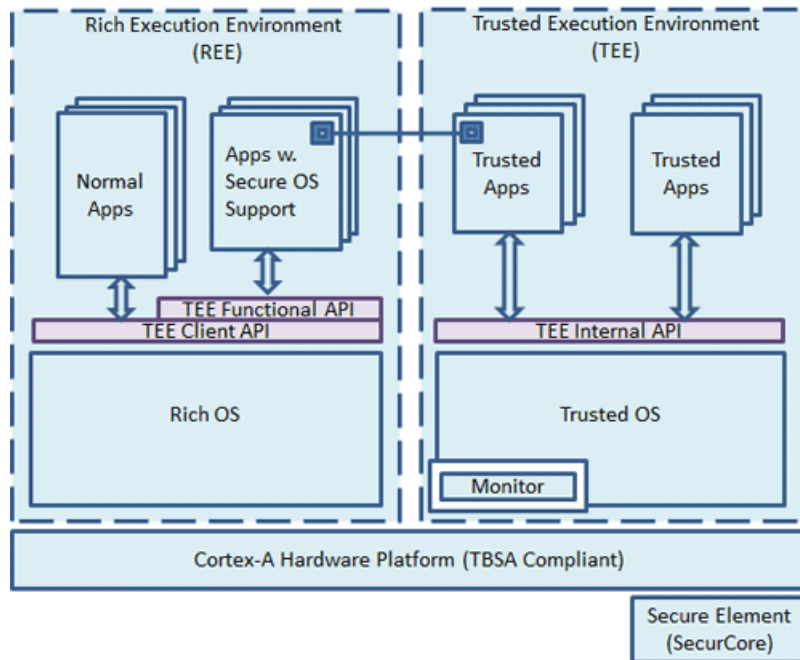 Rich Execution Environment
(REE)
Trusted Execution Environment
(TEE)
Normal
Apps
Apps w.
Secure OS
Support
Trusted
Apps
Trusted
Apps
TEE Functional API
TEE Client API
TEE Internal API
Rich OS
Trusted OS
Monitor
Cortex-A Hardware Platform (TBSA Compliant)
Secure Element
(SecurCore)